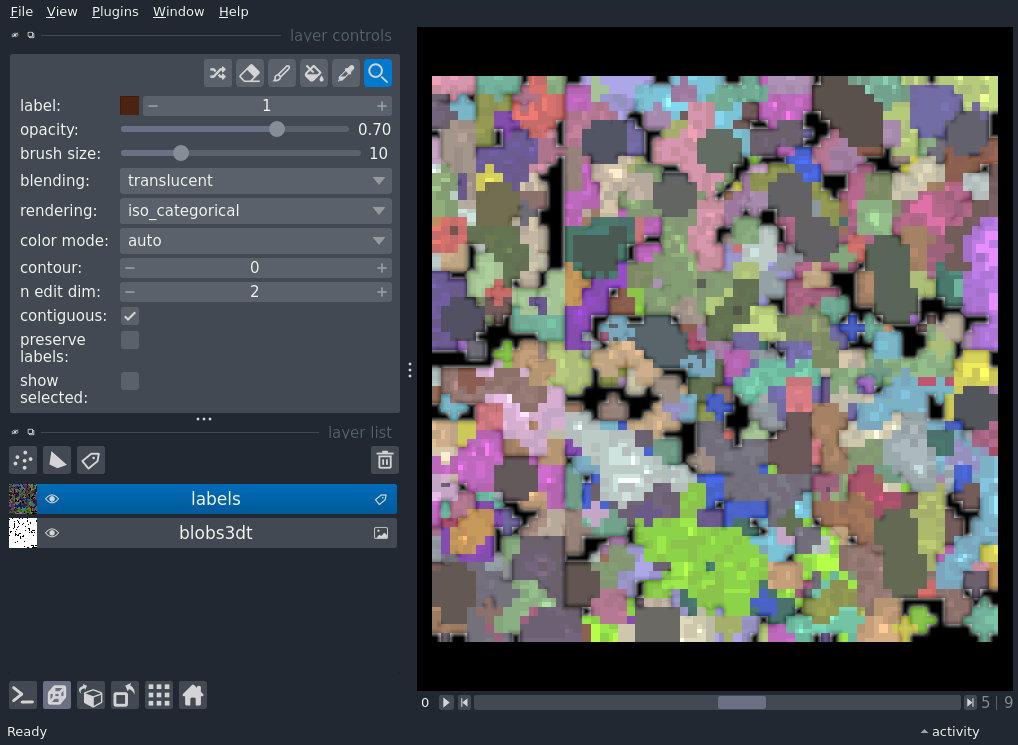 File View Plugins Window Help
layer controls
label: 1
opacity: 0.70
brush size: 10
blending: translucent
rendering: iso_categorical
color mode: auto
contour: 0
n edit dim: 2
contiguous:
preserve
labels:
show
selected:
layer list
labels
blobs3dt
0 5 | 9
Ready activity